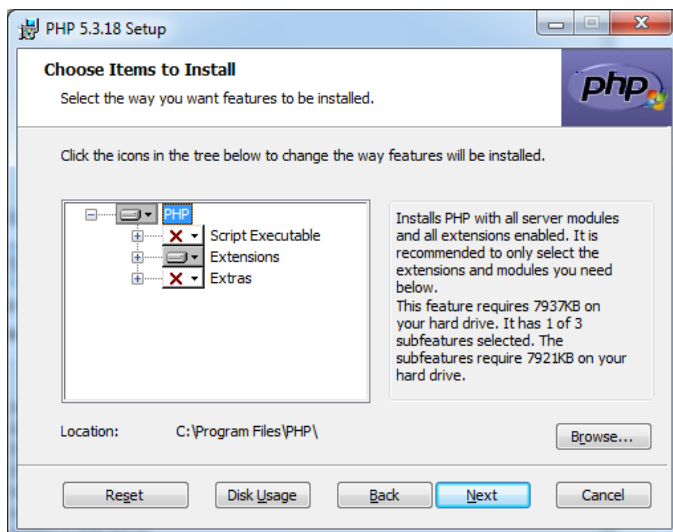 PHP 5.3.18 Setup
Choose Items to Install
Select the way you want features to be installed.
php
Click the icons in the tree below to change the way features will be installed.
PHP
Script Executable
Extensions
Extras
Installs PHP with all server modules
and all extensions enabled. It is
recommended to only select the
extensions and modules you need
below.
This feature requires 7937KB on
your hard drive. It has 1 of 3
subfeatures selected. The
subfeatures require 7921KB on your
hard drive.
Location: C:\Program Files\PHP\
Browse...
Reset Disk Usage Back Next Cancel